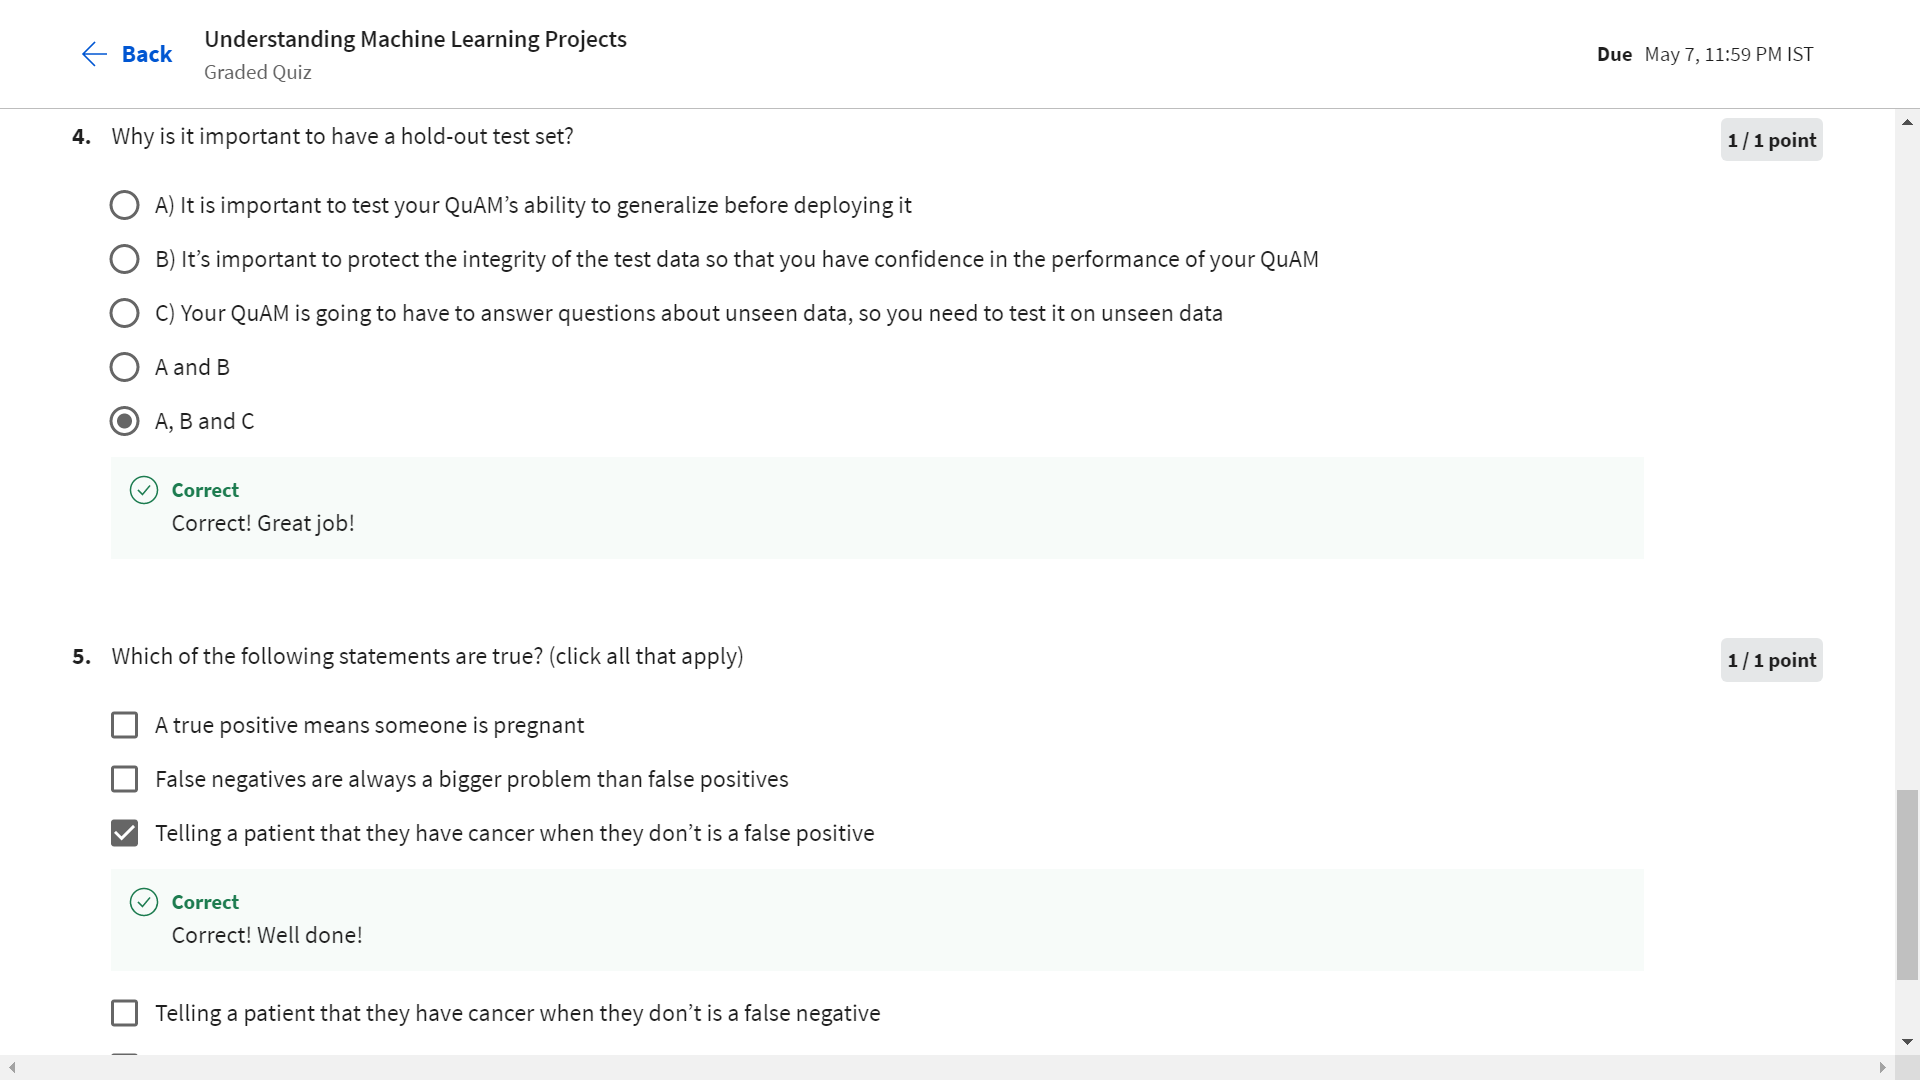 Back
Understanding Machine Learning Projects
Graded Quiz
Due May 7, 11:59 PM IST
4. Why is it important to have a hold-out test set?
1 / 1 point
A) It is important to test your QuAM’s ability to generalize before deploying it
B) It’s important to protect the integrity of the test data so that you have confidence in the performance of your QuAM
C) Your QuAM is going to have to answer questions about unseen data, so you need to test it on unseen data
A and B
A, B and C
Correct
Correct! Great job!
5. Which of the following statements are true? (click all that apply)
1 / 1 point
A true positive means someone is pregnant
False negatives are always a bigger problem than false positives
Telling a patient that they have cancer when they don’t is a false positive
Correct
Correct! Well done!
Telling a patient that they have cancer when they don’t is a false negative